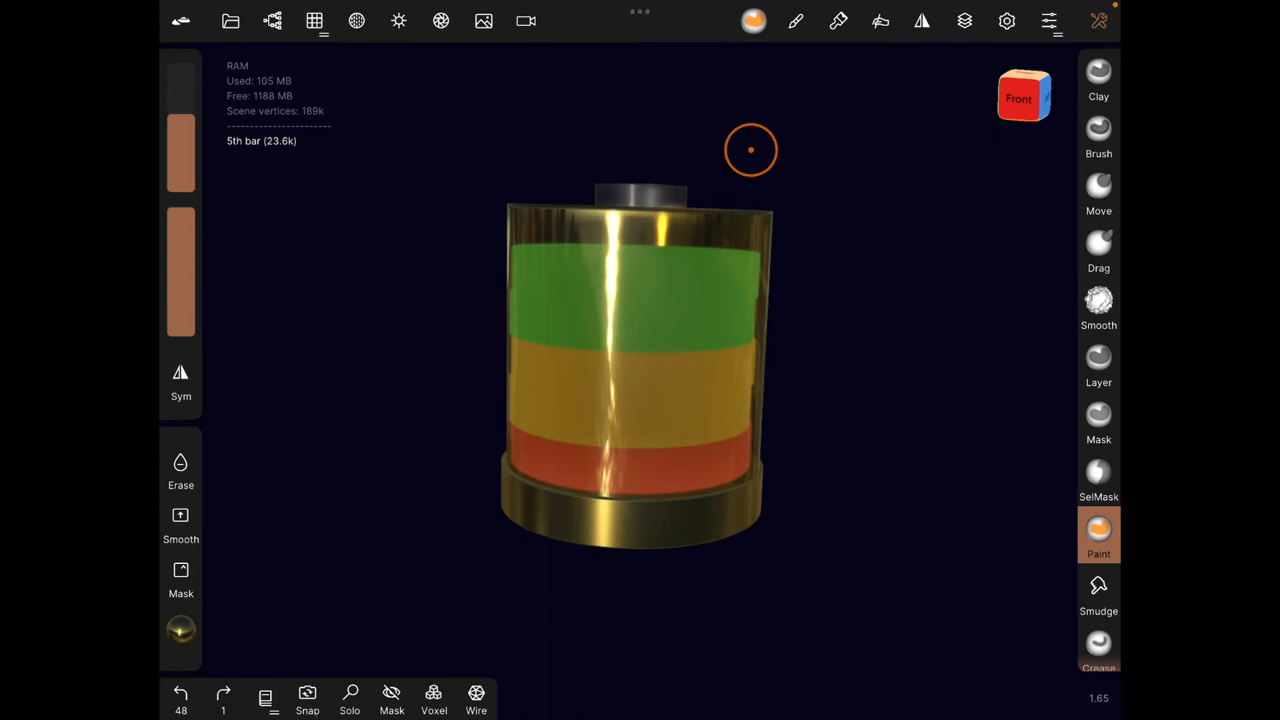 RAM
Used: 105 MB
Free: 1188 MB
Scene vertices: 189k
5th bar (23.6k)
Front
Clay
Brush
Move
Drag
Smooth
Layer
Mask
SelMask
Paint
Smudge
Crease
Sym
Erase
Smooth
Mask
48
1
Snap
Solo
Mask
Voxel
Wire
1.65